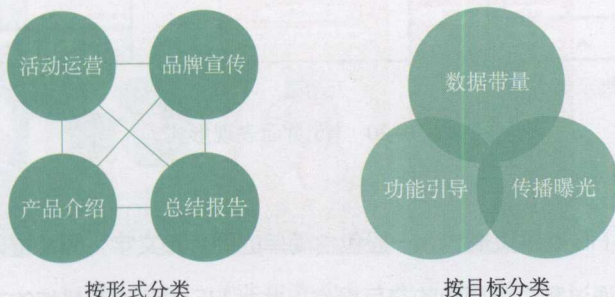 活动运营
品牌宣传
产品介绍
总结报告
按形式分类
数据带量
功能引导
传播曝光
按目标分类